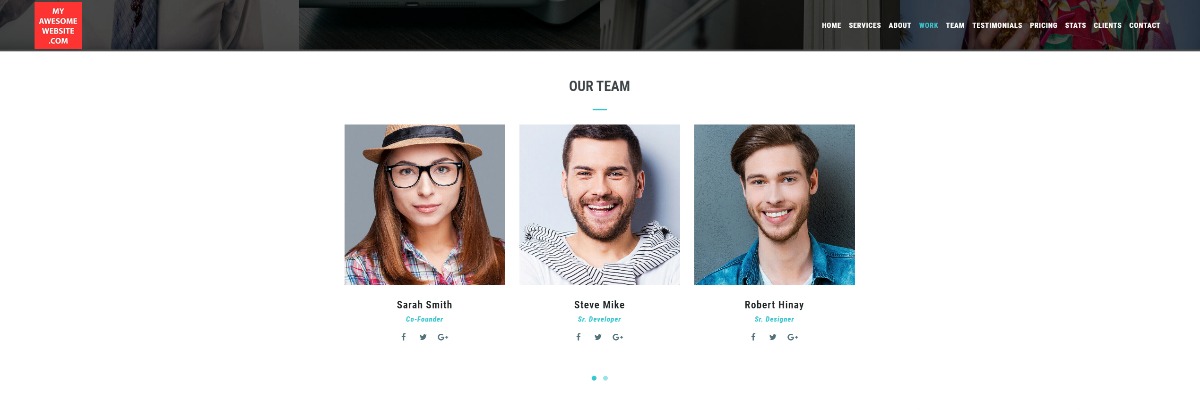 MY
AWESOME
WEBSITE
.COM
HOME SERVICES ABOUT WORK TEAM TESTIMONIALS PRICING STATS CLIENTS CONTACT
OUR TEAM
Sarah Smith
Co-Founder
Steve Mike
Sr. Developer
Robert Hinay
Sr. Designer